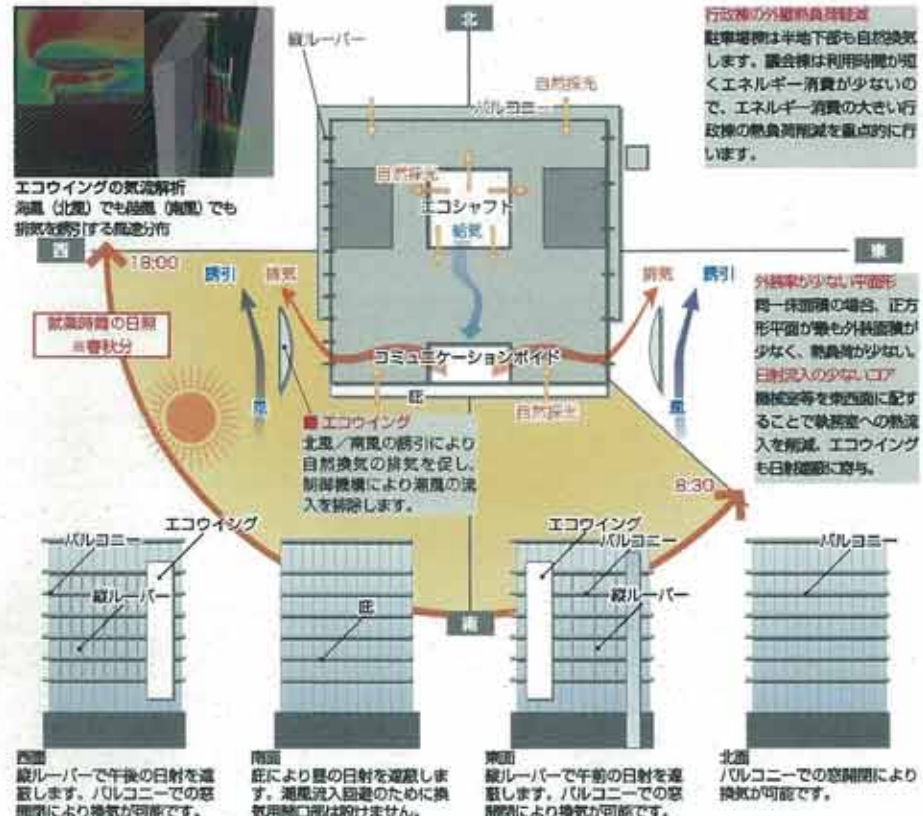 北
縦ルーバー
自然採光
バルコニー
自然採光
エコシャフト
給気
行政棟の外壁熱負荷軽減
駐車場棟は半地下部も自然換気
します。議会棟は利用時間が短
くエネルギー消費が少ないの
で、エネルギー消費の大きい行
政棟の熱負荷削減を重点的に行
います。
エコウイングの気流解析
海風(北風)でも陸風(南風)でも
排気を誘引する風速分布
西
18:00
東
誘引
排気
排気
誘引
就業時間の日照
※春秋分
外装率が少ない平面形
同一床面積の場合、正方
形平面が最も外装面積が
少なく、熱負荷が少ない。
日射流入の少ないコア
機械室等を東西面に配す
ることで執務室への熱流
入を削減。エコウイング
も日射遮蔽に寄与。
コミュニケーションボイド
庇
自然採光
風
風
■エコウイング
北風/南風の誘引により
自然換気の排気を促し、
制御機構により潮風の流
入を排除します。
8:30
南
エコウイング
バルコニー
縦ルーバー
庇
エコウイング
バルコニー
縦ルーバー
バルコニー
西面
縦ルーバーで午後の日射を遮
蔽します。バルコニーでの窓
開閉により換気が可能です。
南面
庇により昼の日射を遮蔽しま
す。潮風流入回避のために換
気用開口部は設けません。
東面
縦ルーバーで午前の日射を遮
蔽します。バルコニーでの窓
開閉により換気が可能です。
北面
バルコニーでの窓開閉により
換気が可能です。